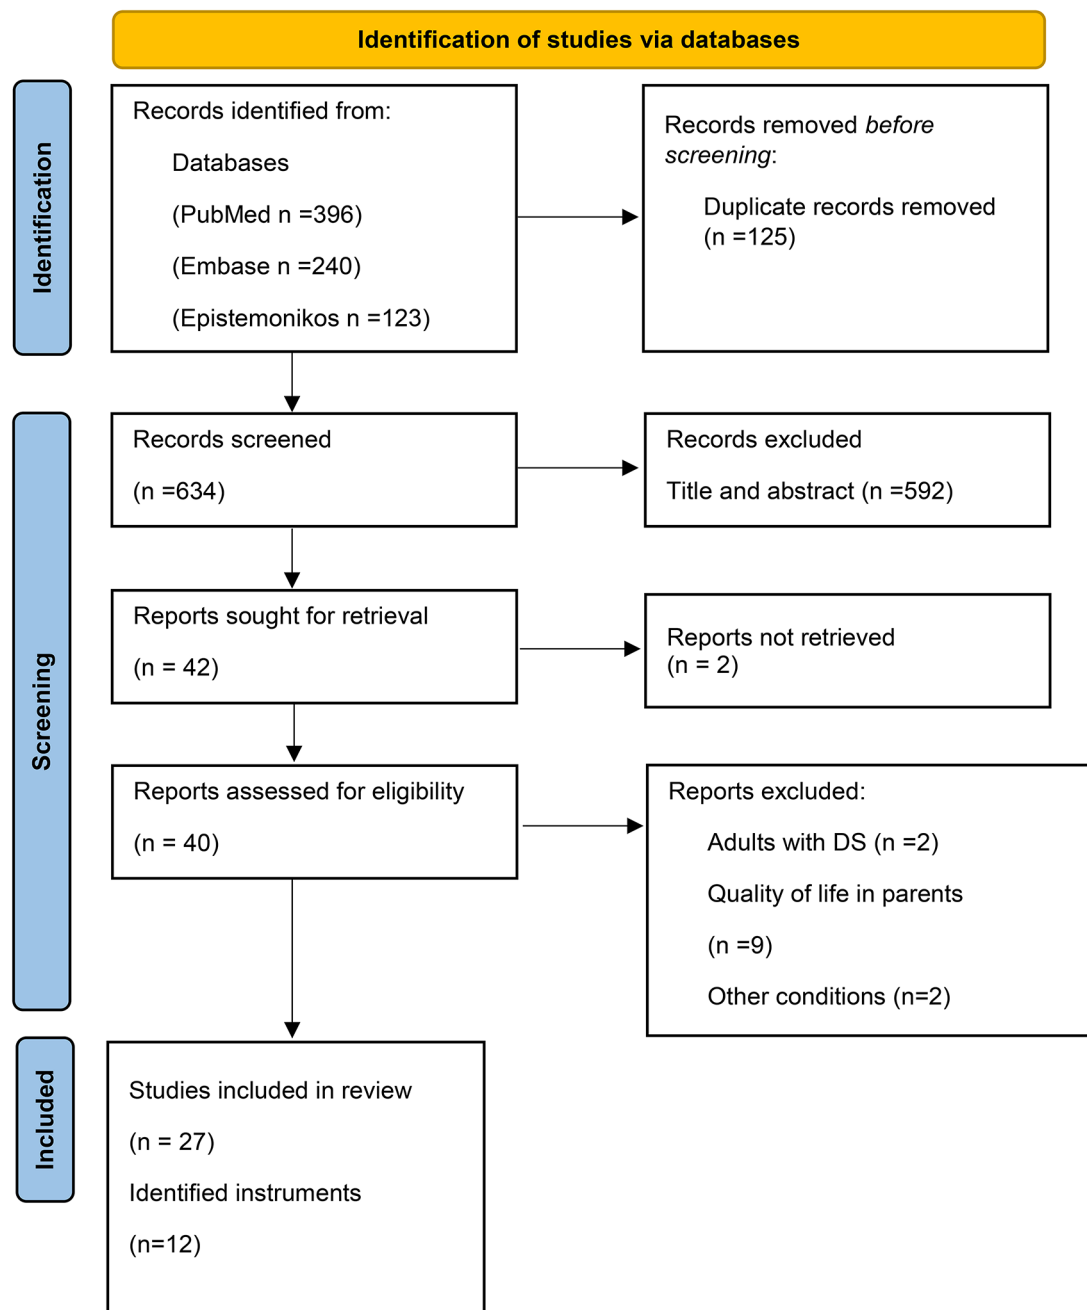 Identification of studies via databases
Identification
Records identified from:
Databases
(PubMed n =396)
(Embase n =240)
(Epistemonikos n =123)
Records removed before
screening:
Duplicate records removed
(n =125)
Screening
Records screened
(n =634)
Records excluded
Title and abstract (n =592)
Reports sought for retrieval
(n = 42)
Reports not retrieved
(n = 2)
Reports assessed for eligibility
(n = 40)
Reports excluded:
Adults with DS (n =2)
Quality of life in parents
(n =9)
Other conditions (n=2)
Included
Studies included in review
(n = 27)
Identified instruments
(n=12)